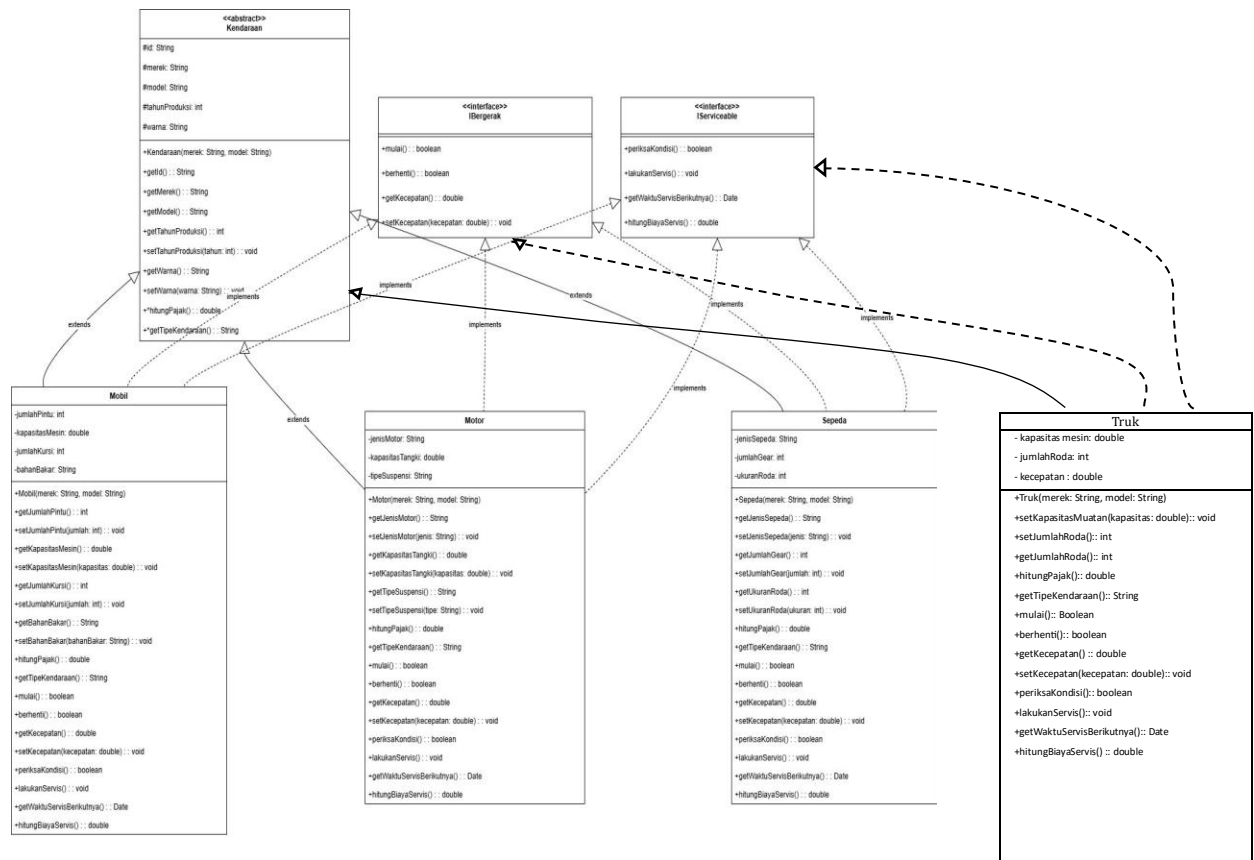 <<abstract>>
Kendaraan
#id: String
#merek: String
#model: String
#tahunProduksi: int
#warna: String
+Kendaraan(merek: String, model: String)
+getId() : : String
+getMerek() : : String
+getModel() : : String
+getTahunProduksi() : : int
+setTahunProduksi(tahun: int) : : void
+getWarna() : : String
+setWarna(warna: String) : : void
+*hitungPajak() : : double
+*getTipeKendaraan() : : String
<<interface>>
IBergerak
+mulai() : : boolean
+berhenti() : : boolean
+getKecepatan() : : double
+setKecepatan(kecepatan: double) : : void
<<interface>>
IServiceable
+periksaKondisi() : : boolean
+lakukanServis() : : void
+getWaktuServisBerikutnya() : : Date
+hitungBiayaServis() : : double
extends
implements
implements
extends
implements
implements
extends
implements
implements
Mobil
-jumlahPintu: int
-kapasitasMesin: double
-jumlahKursi: int
-bahanBakar: String
+Mobil(merek: String, model: String)
+getJumlahPintu() : : int
+setJumlahPintu(jumlah: int) : : void
+getKapasitasMesin() : : double
+setKapasitasMesin(kapasitas: double) : : void
+getJumlahKursi() : : int
+setJumlahKursi(jumlah: int) : : void
+getBahanBakar() : : String
+setBahanBakar(bahanBakar: String) : : void
+hitungPajak() : : double
+getTipeKendaraan() : : String
+mulai() : : boolean
+berhenti() : : boolean
+getKecepatan() : : double
+setKecepatan(kecepatan: double) : : void
+periksaKondisi() : : boolean
+lakukanServis() : : void
+getWaktuServisBerikutnya() : : Date
+hitungBiayaServis() : : double
Motor
-jenisMotor: String
-kapasitasTangki: double
-tipeSuspensi: String
+Motor(merek: String, model: String)
+getJenisMotor() : : String
+setJenisMotor(jenis: String) : : void
+getKapasitasTangki() : : double
+setKapasitasTangki(kapasitas: double) : : void
+getTipeSuspensi() : : String
+setTipeSuspensi(tipe: String) : : void
+hitungPajak() : : double
+getTipeKendaraan() : : String
+mulai() : : boolean
+berhenti() : : boolean
+getKecepatan() : : double
+setKecepatan(kecepatan: double) : : void
+periksaKondisi() : : boolean
+lakukanServis() : : void
+getWaktuServisBerikutnya() : : Date
+hitungBiayaServis() : : double
Sepeda
-jenisSepeda: String
-jumlahGear: int
-ukuranRoda: int
+Sepeda(merek: String, model: String)
+getJenisSepeda() : : String
+setJenisSepeda(jenis: String) : : void
+getJumlahGear() : : int
+setJumlahGear(jumlah: int) : : void
+getUkuranRoda() : : int
+setUkuranRoda(ukuran: int) : : void
+hitungPajak() : : double
+getTipeKendaraan() : : String
+mulai() : : boolean
+berhenti() : : boolean
+getKecepatan() : : double
+setKecepatan(kecepatan: double) : : void
+periksaKondisi() : : boolean
+lakukanServis() : : void
+getWaktuServisBerikutnya() : : Date
+hitungBiayaServis() : : double
Truk
- kapasitas mesin: double
- jumlahRoda: int
- kecepatan : double
+Truk(merek: String, model: String)
+setKapasitasMuatan(kapasitas: double):: void
+setJumlahRoda():: int
+getJumlahRoda():: int
+hitungPajak():: double
+getTipeKendaraan():: String
+mulai():: Boolean
+berhenti():: boolean
+getKecepatan() :: double
+setKecepatan(kecepatan: double):: void
+periksaKondisi():: boolean
+lakukanServis():: void
+getWaktuServisBerikutnya():: Date
+hitungBiayaServis() :: double